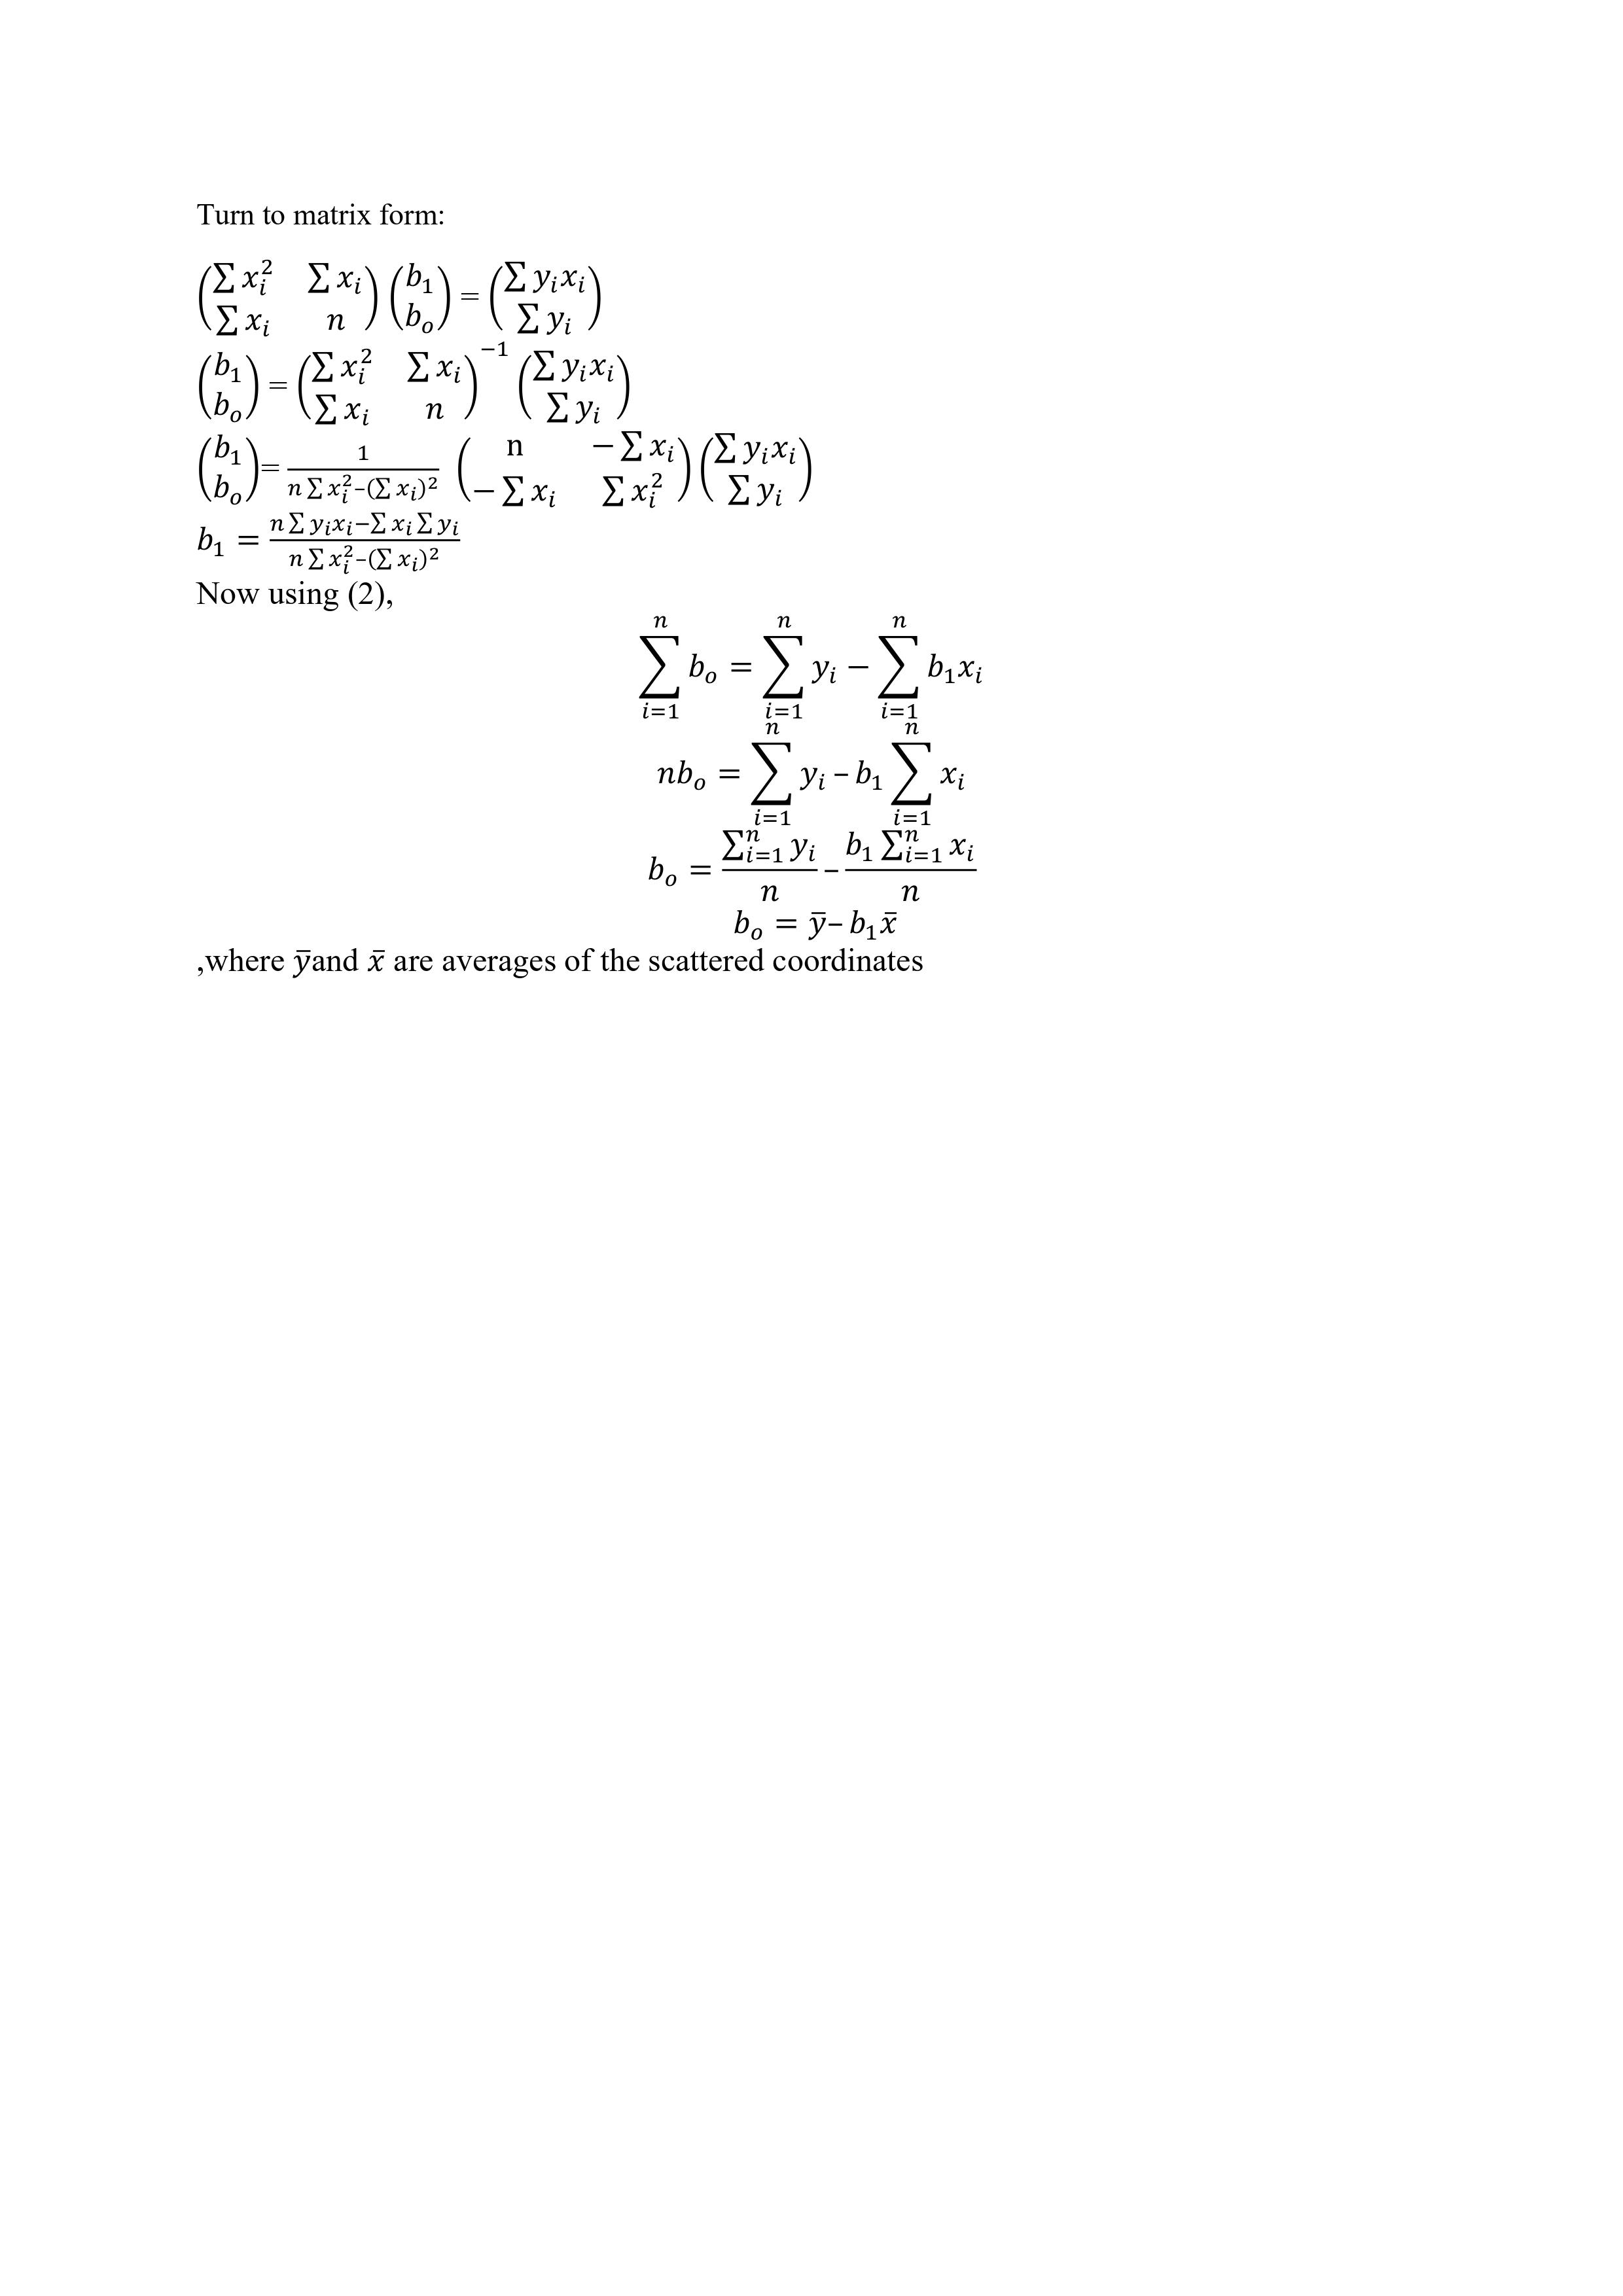 Turn to matrix form:
$\begin{pmatrix} \sum x_i^2 & \sum x_i \\ \sum x_i & n \end{pmatrix} \begin{pmatrix} b_1 \\ b_o \end{pmatrix} = \begin{pmatrix} \sum y_i x_i \\ \sum y_i \end{pmatrix}$
$\begin{pmatrix} b_1 \\ b_o \end{pmatrix} = \begin{pmatrix} \sum x_i^2 & \sum x_i \\ \sum x_i & n \end{pmatrix}^{-1} \begin{pmatrix} \sum y_i x_i \\ \sum y_i \end{pmatrix}$
$\begin{pmatrix} b_1 \\ b_o \end{pmatrix} = \frac{1}{n \sum x_i^2 - (\sum x_i)^2} \begin{pmatrix} \text{n} & -\sum x_i \\ -\sum x_i & \sum x_i^2 \end{pmatrix} \begin{pmatrix} \sum y_i x_i \\ \sum y_i \end{pmatrix}$
$b_1 = \frac{n \sum y_i x_i - \sum x_i \sum y_i}{n \sum x_i^2 - (\sum x_i)^2}$
Now using (2),
$\sum_{i=1}^{n} b_o = \sum_{i=1}^{n} y_i - \sum_{i=1}^{n} b_1 x_i$
$n b_o = \sum_{i=1}^{n} y_i - b_1 \sum_{i=1}^{n} x_i$
$b_o = \frac{\sum_{i=1}^{n} y_i}{n} - \frac{b_1 \sum_{i=1}^{n} x_i}{n}$
$b_o = \bar{y} - b_1 \bar{x}$
,where $\bar{y}$and $\bar{x}$ are averages of the scattered coordinates